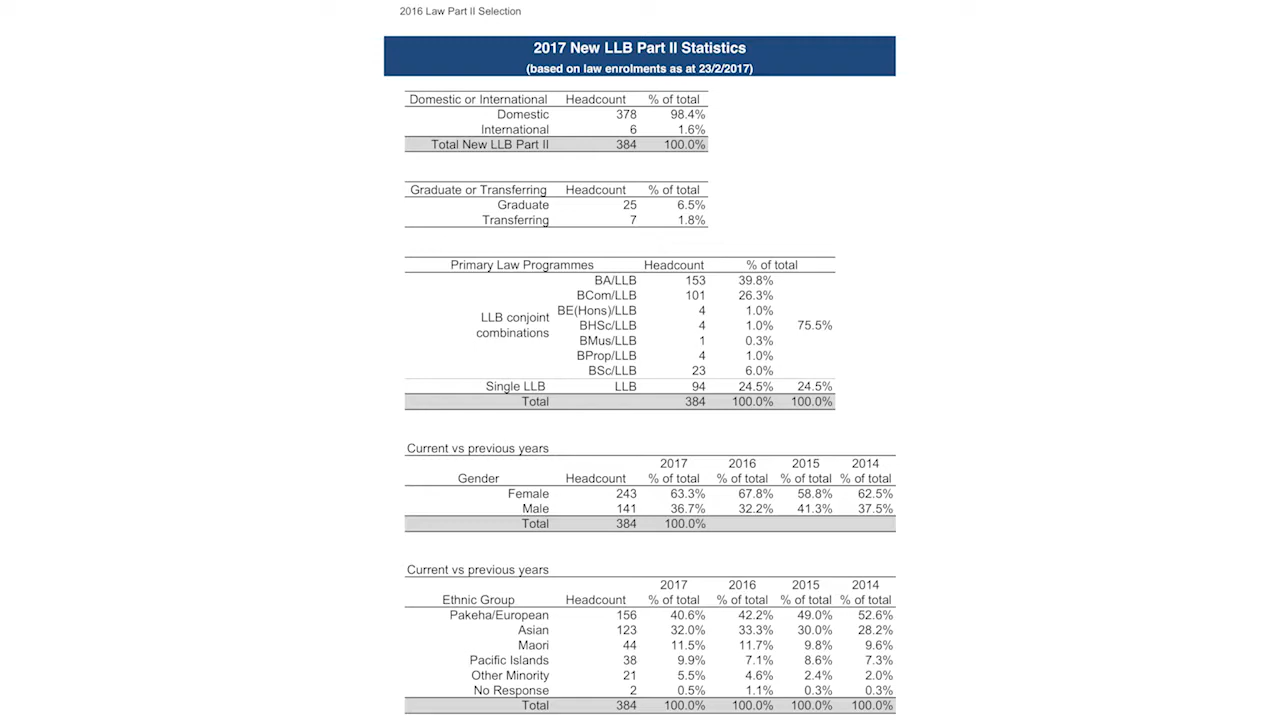 2016 Law Part II Selection
2017 New LLB Part II Statistics
(based on law enrolments as at 23/2/2017)
Domestic or International Headcount % of total
Domestic 378 98.4%
International 6 1.6%
Total New LLB Part II 384 100.0%
Graduate or Transferring Headcount % of total
Graduate 25 6.5%
Transferring 7 1.8%
Primary Law Programmes Headcount % of total
BA/LLB 153 39.8%
BCom/LLB 101 26.3%
LLB conjoint combinations BE(Hons)/LLB 4 1.0%
BHSc/LLB 4 1.0% 75.5%
BMus/LLB 1 0.3%
BProp/LLB 4 1.0%
BSc/LLB 23 6.0%
Single LLB LLB 94 24.5% 24.5%
Total 384 100.0% 100.0%
Current vs previous years
2017 2016 2015 2014
Gender Headcount % of total % of total % of total % of total
Female 243 63.3% 67.8% 58.8% 62.5%
Male 141 36.7% 32.2% 41.3% 37.5%
Total 384 100.0%
Current vs previous years
2017 2016 2015 2014
Ethnic Group Headcount % of total % of total % of total % of total
Pakeha/European 156 40.6% 42.2% 49.0% 52.6%
Asian 123 32.0% 33.3% 30.0% 28.2%
Maori 44 11.5% 11.7% 9.8% 9.6%
Pacific Islands 38 9.9% 7.1% 8.6% 7.3%
Other Minority 21 5.5% 4.6% 2.4% 2.0%
No Response 2 0.5% 1.1% 0.3% 0.3%
Total 384 100.0% 100.0% 100.0% 100.0%